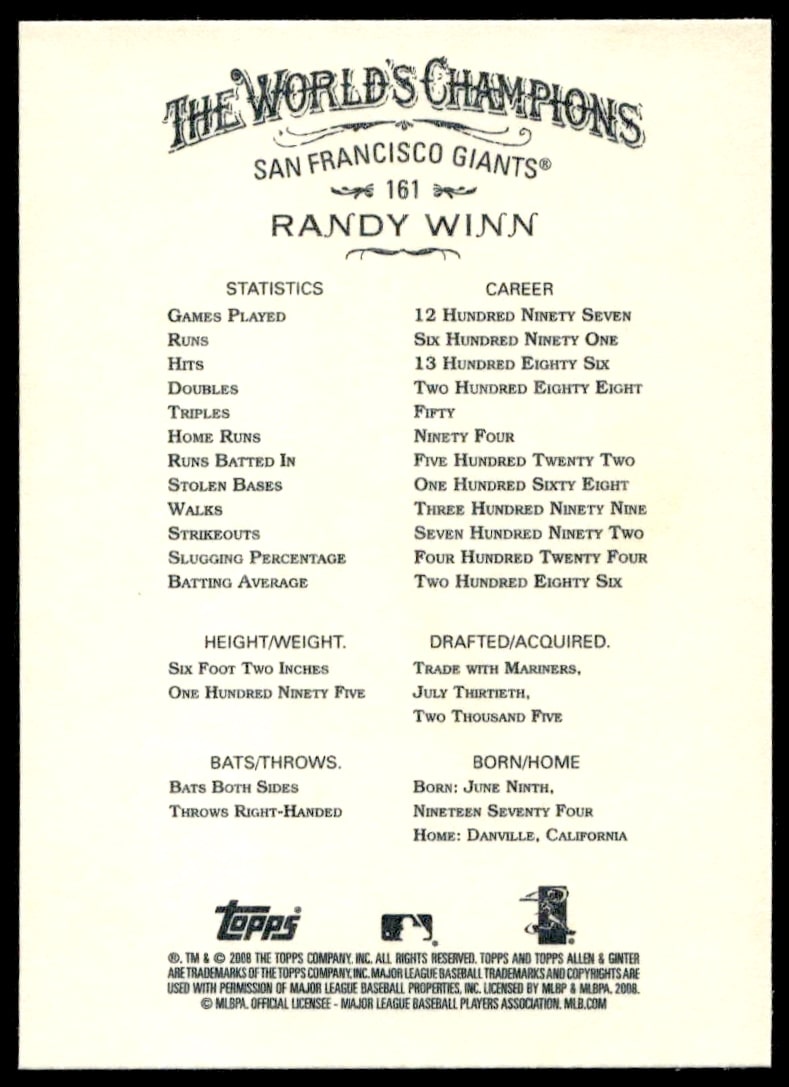 THE WORLD'S CHAMPIONS
SAN FRANCISCO GIANTS®
161
RANDY WINN
STATISTICS CAREER
GAMES PLAYED 12 HUNDRED NINETY SEVEN
RUNS SIX HUNDRED NINETY ONE
HITS 13 HUNDRED EIGHTY SIX
DOUBLES TWO HUNDRED EIGHTY EIGHT
TRIPLES FIFTY
HOME RUNS NINETY FOUR
RUNS BATTED IN FIVE HUNDRED TWENTY TWO
STOLEN BASES ONE HUNDRED SIXTY EIGHT
WALKS THREE HUNDRED NINETY NINE
STRIKEOUTS SEVEN HUNDRED NINETY TWO
SLUGGING PERCENTAGE FOUR HUNDRED TWENTY FOUR
BATTING AVERAGE TWO HUNDRED EIGHTY SIX
HEIGHT/WEIGHT.
SIX FOOT TWO INCHES
ONE HUNDRED NINETY FIVE
DRAFTED/ACQUIRED.
TRADE WITH MARINERS,
JULY THIRTIETH,
TWO THOUSAND FIVE
BATS/THROWS.
BATS BOTH SIDES
THROWS RIGHT-HANDED
BORN/HOME
BORN: JUNE NINTH,
NINETEEN SEVENTY FOUR
HOME: DANVILLE, CALIFORNIA
Topps
®, TM & © 2008 THE TOPPS COMPANY, INC. ALL RIGHTS RESERVED. TOPPS AND TOPPS ALLEN & GINTER
ARE TRADEMARKS OF THE TOPPS COMPANY, INC. MAJOR LEAGUE BASEBALL TRADEMARKS AND COPYRIGHTS ARE
USED WITH PERMISSION OF MAJOR LEAGUE BASEBALL PROPERTIES, INC. LICENSED BY MLBP & MLBPA. 2008.
© MLBPA. OFFICIAL LICENSEE - MAJOR LEAGUE BASEBALL PLAYERS ASSOCIATION. MLB.COM